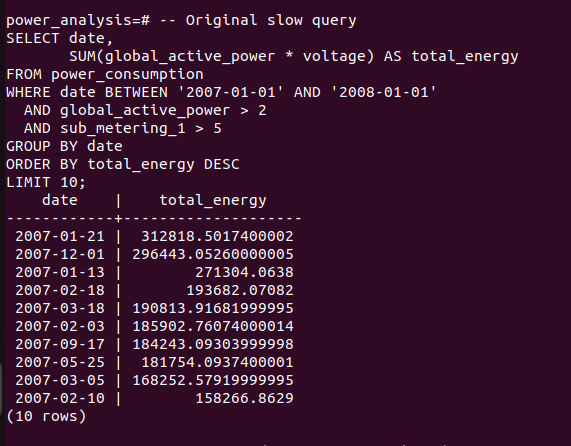 power_analysis=# -- Original slow query
SELECT date,
       SUM(global_active_power * voltage) AS total_energy
FROM power_consumption
WHERE date BETWEEN '2007-01-01' AND '2008-01-01'
  AND global_active_power > 2
  AND sub_metering_1 > 5
GROUP BY date
ORDER BY total_energy DESC
LIMIT 10;
    date    |    total_energy
------------+--------------------
 2007-01-21 |  312818.5017400002
 2007-12-01 | 296443.05260000005
 2007-01-13 |        271304.0638
 2007-02-18 |       193682.07082
 2007-03-18 | 190813.91681999995
 2007-02-03 | 185902.76074000014
 2007-09-17 | 184243.09303999998
 2007-05-25 |  181754.0937400001
 2007-03-05 | 168252.57919999995
 2007-02-10 |        158266.8629
(10 rows)